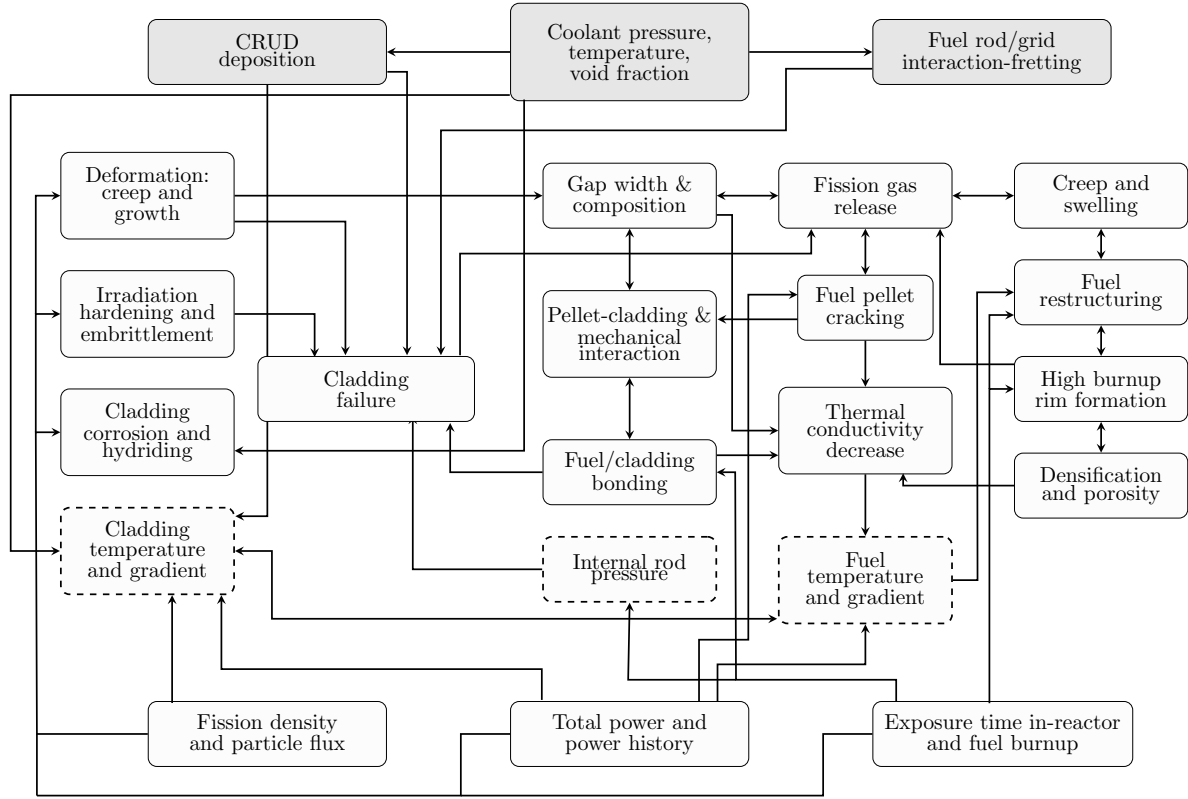 CRUD
deposition
Coolant pressure,
temperature,
void fraction
Fuel rod/grid
interaction-fretting
Deformation:
creep and
growth
Gap width &
composition
Fission gas
release
Creep and
swelling
Irradiation
hardening and
embrittlement
Pellet-cladding &
mechanical
interaction
Fuel pellet
cracking
Fuel
restructuring
Cladding
failure
High burnup
rim formation
Cladding
corrosion and
hydriding
Thermal
conductivity
decrease
Fuel/cladding
bonding
Densification
and porosity
Cladding
temperature
and gradient
Internal rod
pressure
Fuel
temperature
and gradient
Fission density
and particle flux
Total power and
power history
Exposure time in-reactor
and fuel burnup